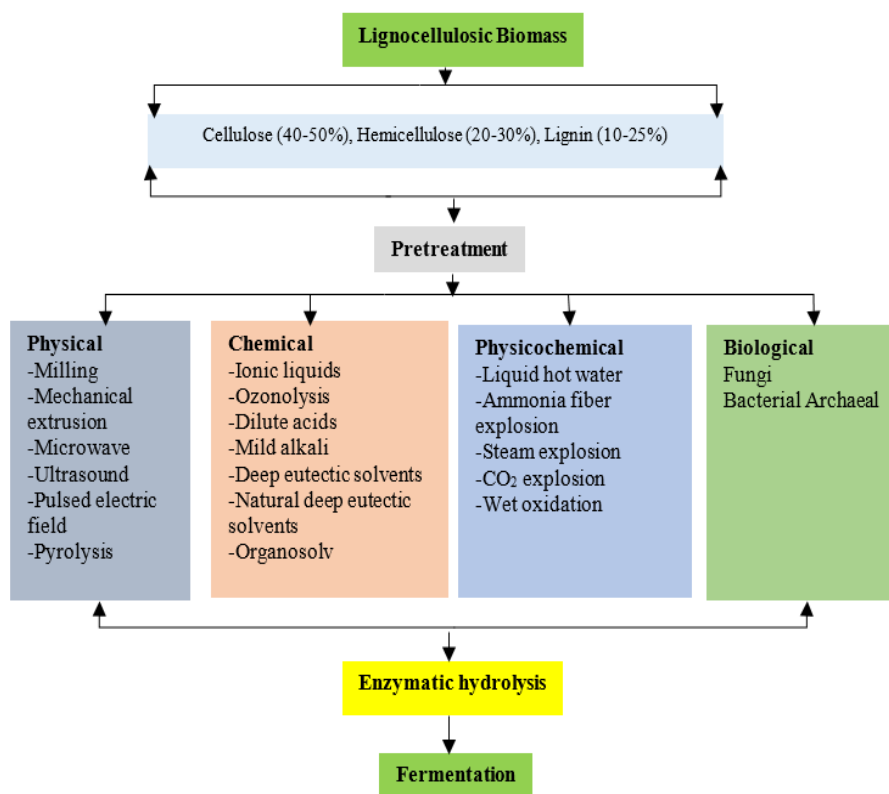 Lignocellulosic Biomass
Cellulose (40-50%), Hemicellulose (20-30%), Lignin (10-25%)
Pretreatment
Physical
-Milling
-Mechanical
extrusion
-Microwave
-Ultrasound
-Pulsed electric
field
-Pyrolysis
Chemical
-Ionic liquids
-Ozonolysis
-Dilute acids
-Mild alkali
-Deep eutectic solvents
-Natural deep eutectic
solvents
-Organosolv
Physicochemical
-Liquid hot water
-Ammonia fiber
explosion
-Steam explosion
-CO₂ explosion
-Wet oxidation
Biological
Fungi
Bacterial Archaeal
Enzymatic hydrolysis
Fermentation